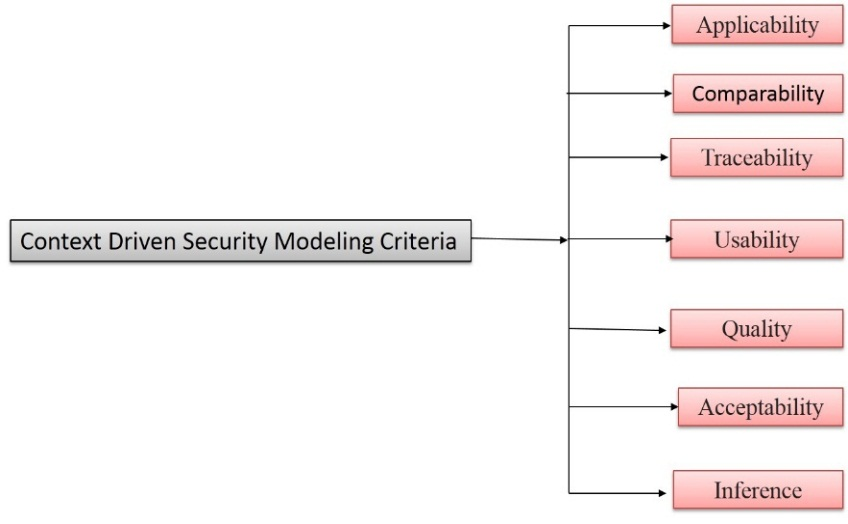 Applicability
Comparability
Traceability
Context Driven Security Modeling Criteria
Usability
Quality
Acceptability
Inference